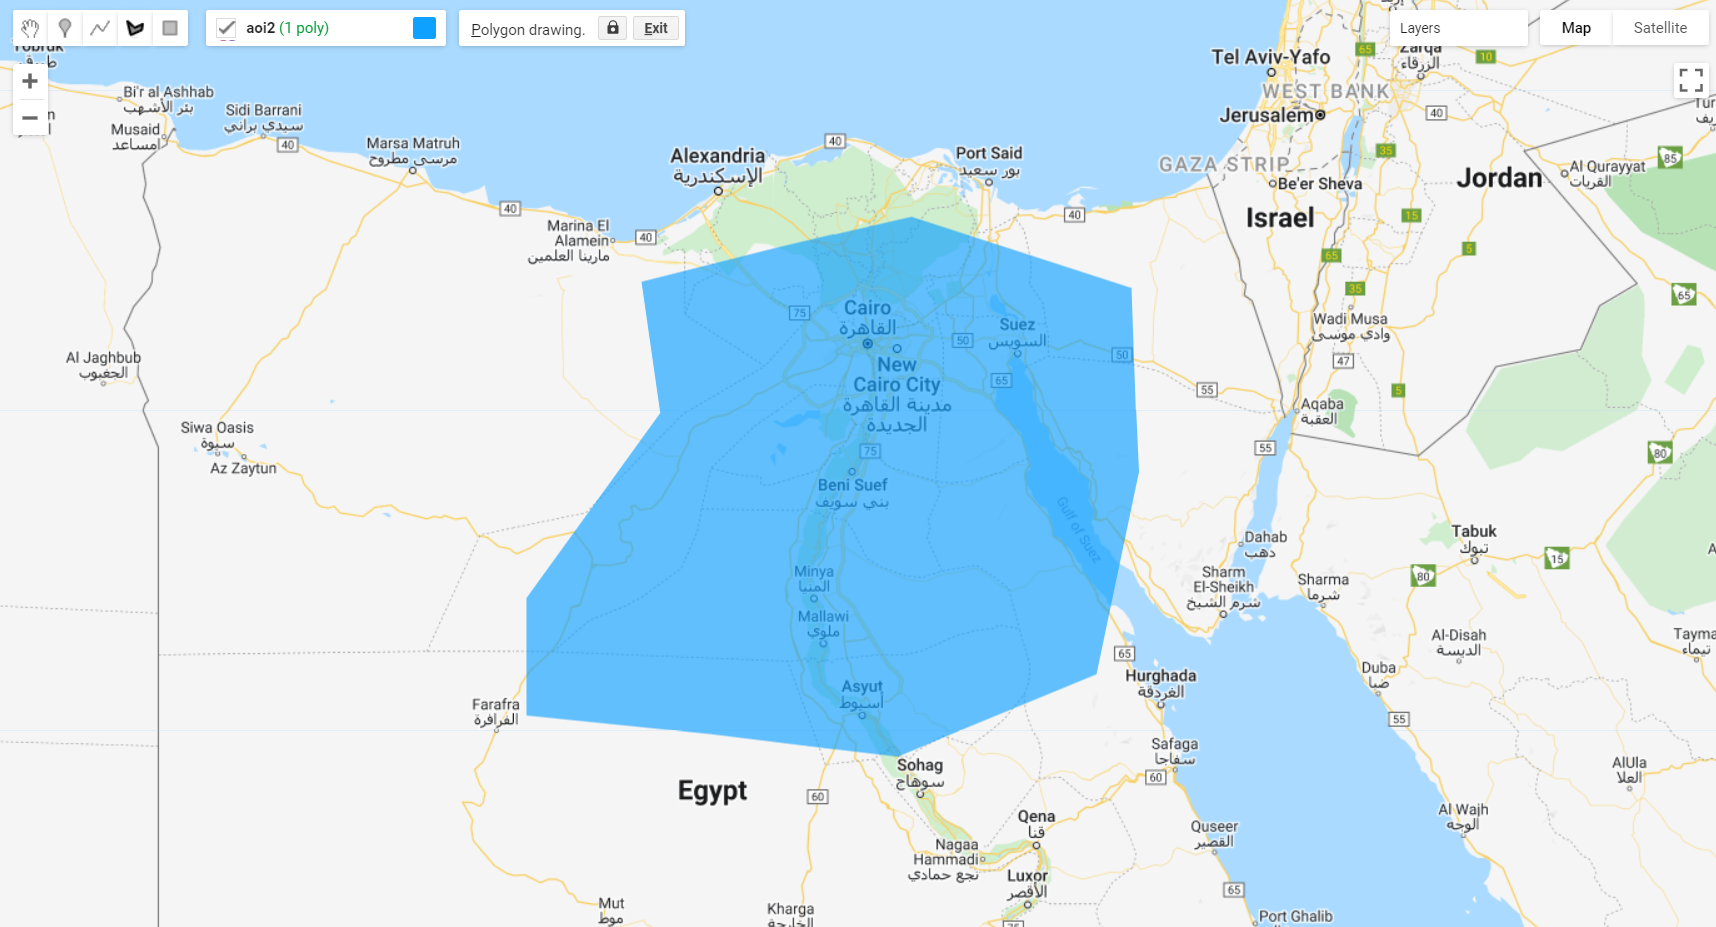 aoi2 (1 poly)
Polygon drawing.
Exit
Layers
Map
Satellite
Tobruk
طبرق
Bi'r al Ashhab
بئر الأشهب
Musaid
امساعد
Sidi Barrani
سيدي براني
40
Marsa Matruh
مرسى مطروح
40
Alexandria
الإسكندرية
40
Port Said
بور سعيد
Marina El
Alamein
مارينا العلمين
40
40
Tel Aviv-Yafo
WEST BANK
Jerusalem
GAZA STRIP
Be'er Sheva
Israel
Jordan
Zarqa
الزرقاء
65
10
40
35
15
5
65
35
Al Qurayyat
القريات
85
65
Wadi Musa
وادي موسى
47
5
Aqaba
العقبة
55
55
50
Cairo
القاهرة
75
New
Cairo City
مدينة القاهرة
الجديدة
50
Suez
السويس
65
75
Beni Suef
بني سويف
Gulf of Suez
Minya
المنيا
Mallawi
ملوي
Asyut
أسيوط
Al Jaghbub
الجغبوب
Siwa Oasis
سيوة
Az Zaytun
Farafra
الفرافرة
Egypt
60
Sohag
سوهاج
Qena
قنا
Nagaa
Hammadi
نجع حمادي
Luxor
الأقصر
75
Mut
موط
Kharga
الخارجة
65
Hurghada
الغردقة
Safaga
سفاجا
60
Quseer
القصير
65
Port Ghalib
Dahab
دهب
Sharm
El-Sheikh
شرم الشيخ
Sharma
شرما
Tabuk
تبوك
80
80
15
Al-Disah
الديسة
Duba
ضبا
55
Tayma
تيماء
AlUla
العلا
Al Wajh
الوجه